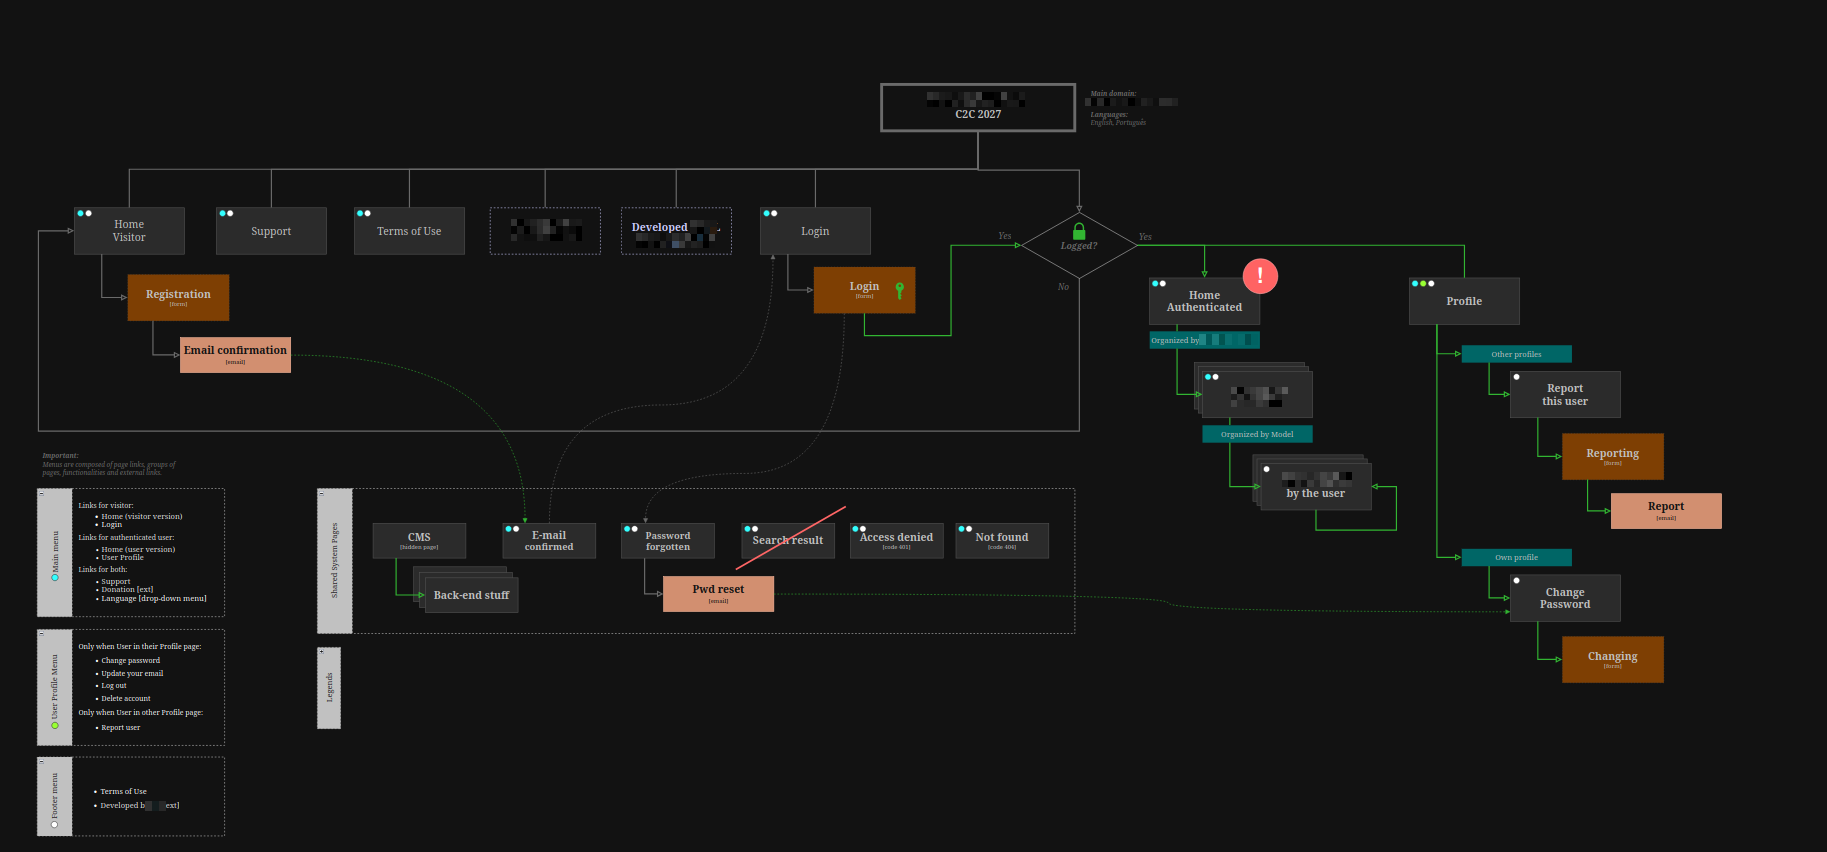 C2C 2027
Main domain:
Languages:
English, Português
Home
Visitor
Support
Terms of Use
Developed
Login
Registration
[form]
Email confirmation
[email]
Login
[form]
Yes
Logged?
Yes
No
!
Home
Authenticated
Organized by
Organized by Model
by the user
Profile
Other profiles
Report
this user
Reporting
[form]
Report
[email]
Own profile
Change
Password
Changing
[form]
Important:
Menus are composed of page links, groups of
pages, functionalities and external links.
Main menu
Links for visitor:
• Home (visitor version)
• Login
Links for authenticated user:
• Home (user version)
• User Profile
Links for both:
• Support
• Donation [ext]
• Language [drop-down menu]
User Profile Menu
Only when User in their Profile page:
• Change password
• Update your email
• Log out
• Delete account
Only when User in other Profile page:
• Report user
Footer menu
• Terms of Use
• Developed b
ext]
Shared System Pages
CMS
[hidden page]
Back-end stuff
E-mail
confirmed
Password
forgotten
Pwd reset
[email]
Search result
Access denied
[code 401]
Not found
[code 404]
Legends